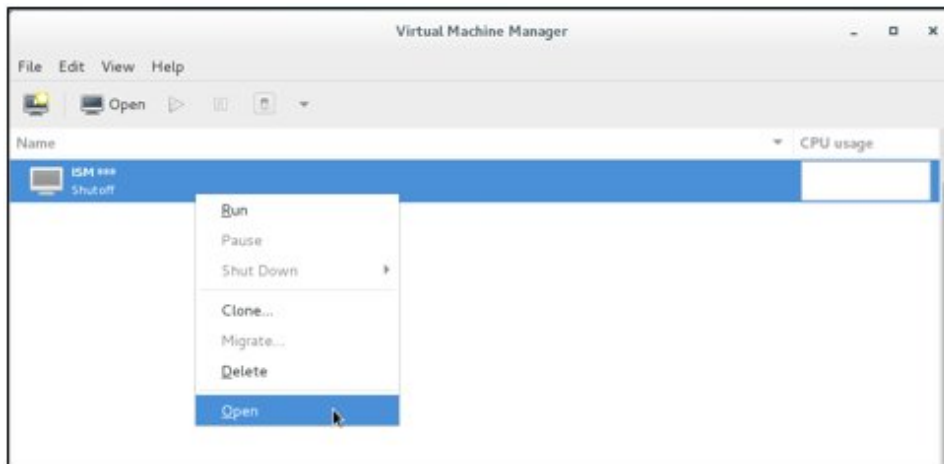 Virtual Machine Manager
File Edit View Help
Open
Name CPU usage
ISM ***
Shutoff
Run
Pause
Shut Down
Clone...
Migrate...
Delete
Open